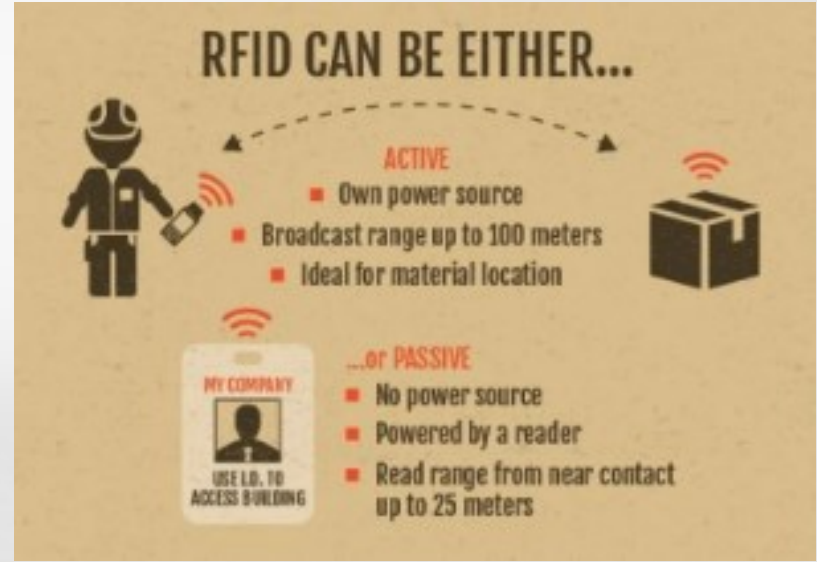 RFID CAN BE EITHER...
ACTIVE
Own power source
Broadcast range up to 100 meters
Ideal for material location
MY COMPANY
USE I.D. TO
ACCESS BUILDING
...or PASSIVE
No power source
Powered by a reader
Read range from near contact
up to 25 meters